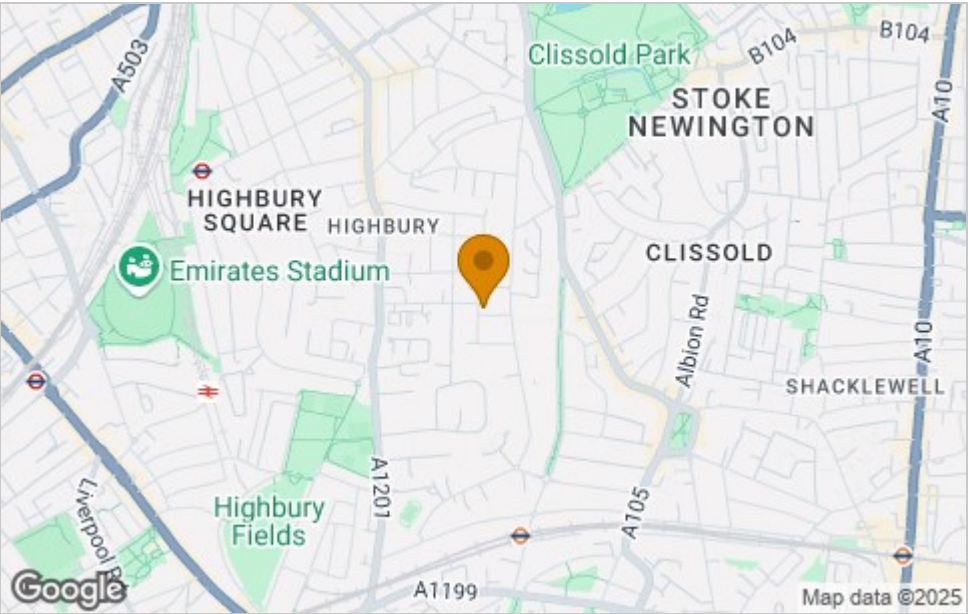 A503
Clissold Park
B104
B104
STOKE
NEWINGTON
A10
HIGHBURY
SQUARE
HIGHBURY
CLISSOLD
Emirates Stadium
Albion Rd
A10
SHACKLEWELL
A1201
Liverpool R
Highbury
Fields
A105
A1199
Google
Map data ©2025